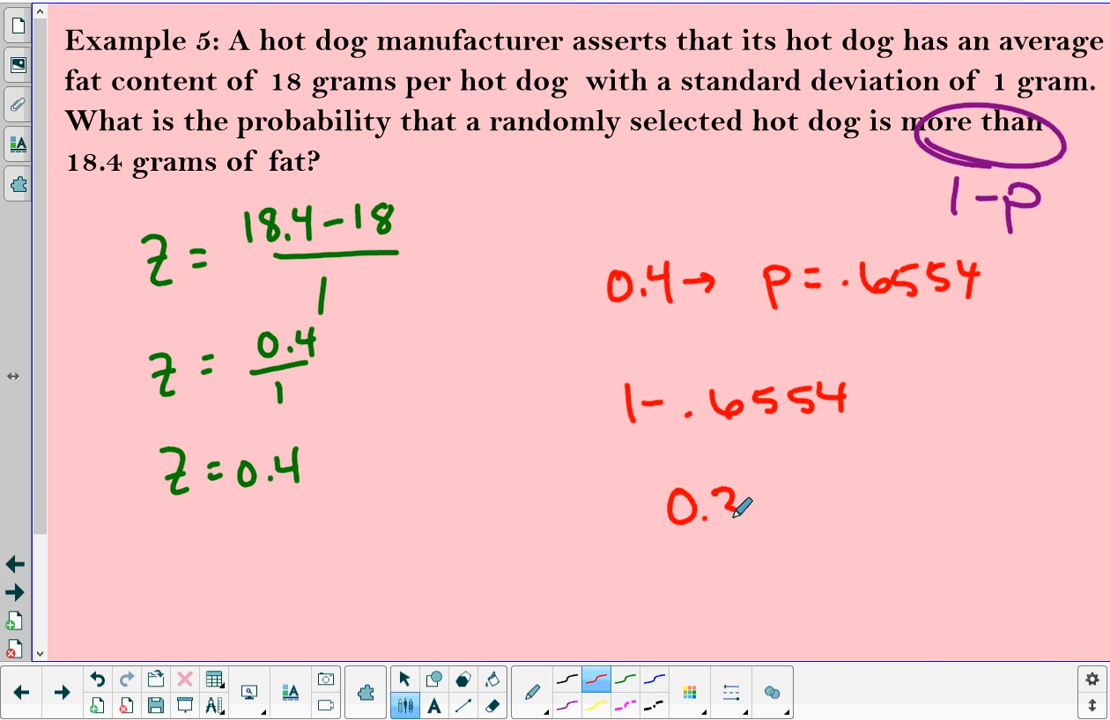 Example 5: A hot dog manufacturer asserts that its hot dog has an average
fat content of 18 grams per hot dog with a standard deviation of 1 gram.
What is the probability that a randomly selected hot dog is more than
18.4 grams of fat?
1-p
z = 18.4-18
1
z = 0.4
1
z = 0.4
0.4 → p = .6554
1- .6554
0.3